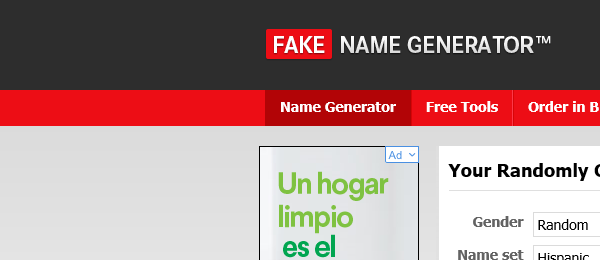 FAKE NAME GENERATOR™
Name Generator Free Tools Order in B
Ad
Un hogar
limpio
es el
Your Randomly
Gender Random
Name set Hispanic